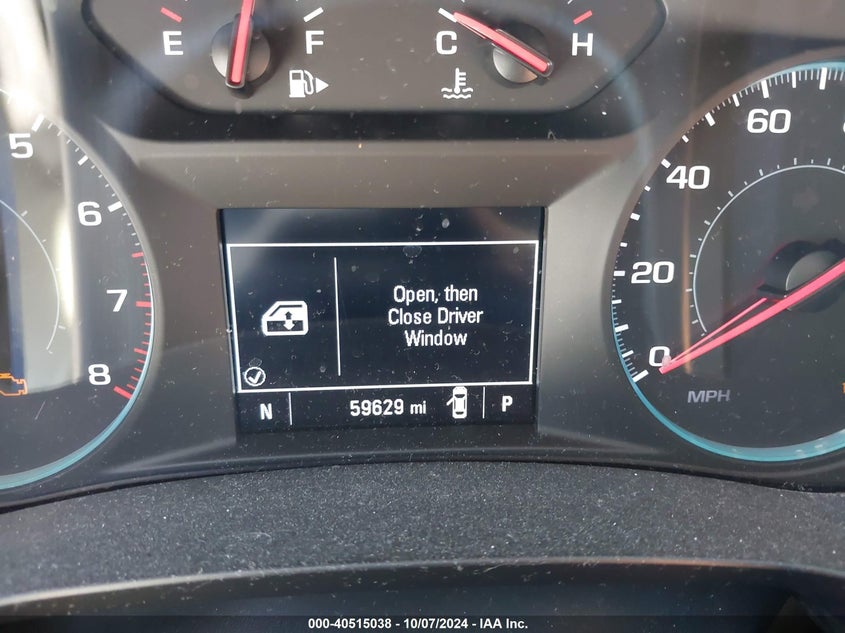 E F
C H
5
6
7
8
60
40
20
0
MPH
Open, then
Close Driver
Window
N 59629 mi P
000-40515038 - 10/07/2024 - IAA Inc.